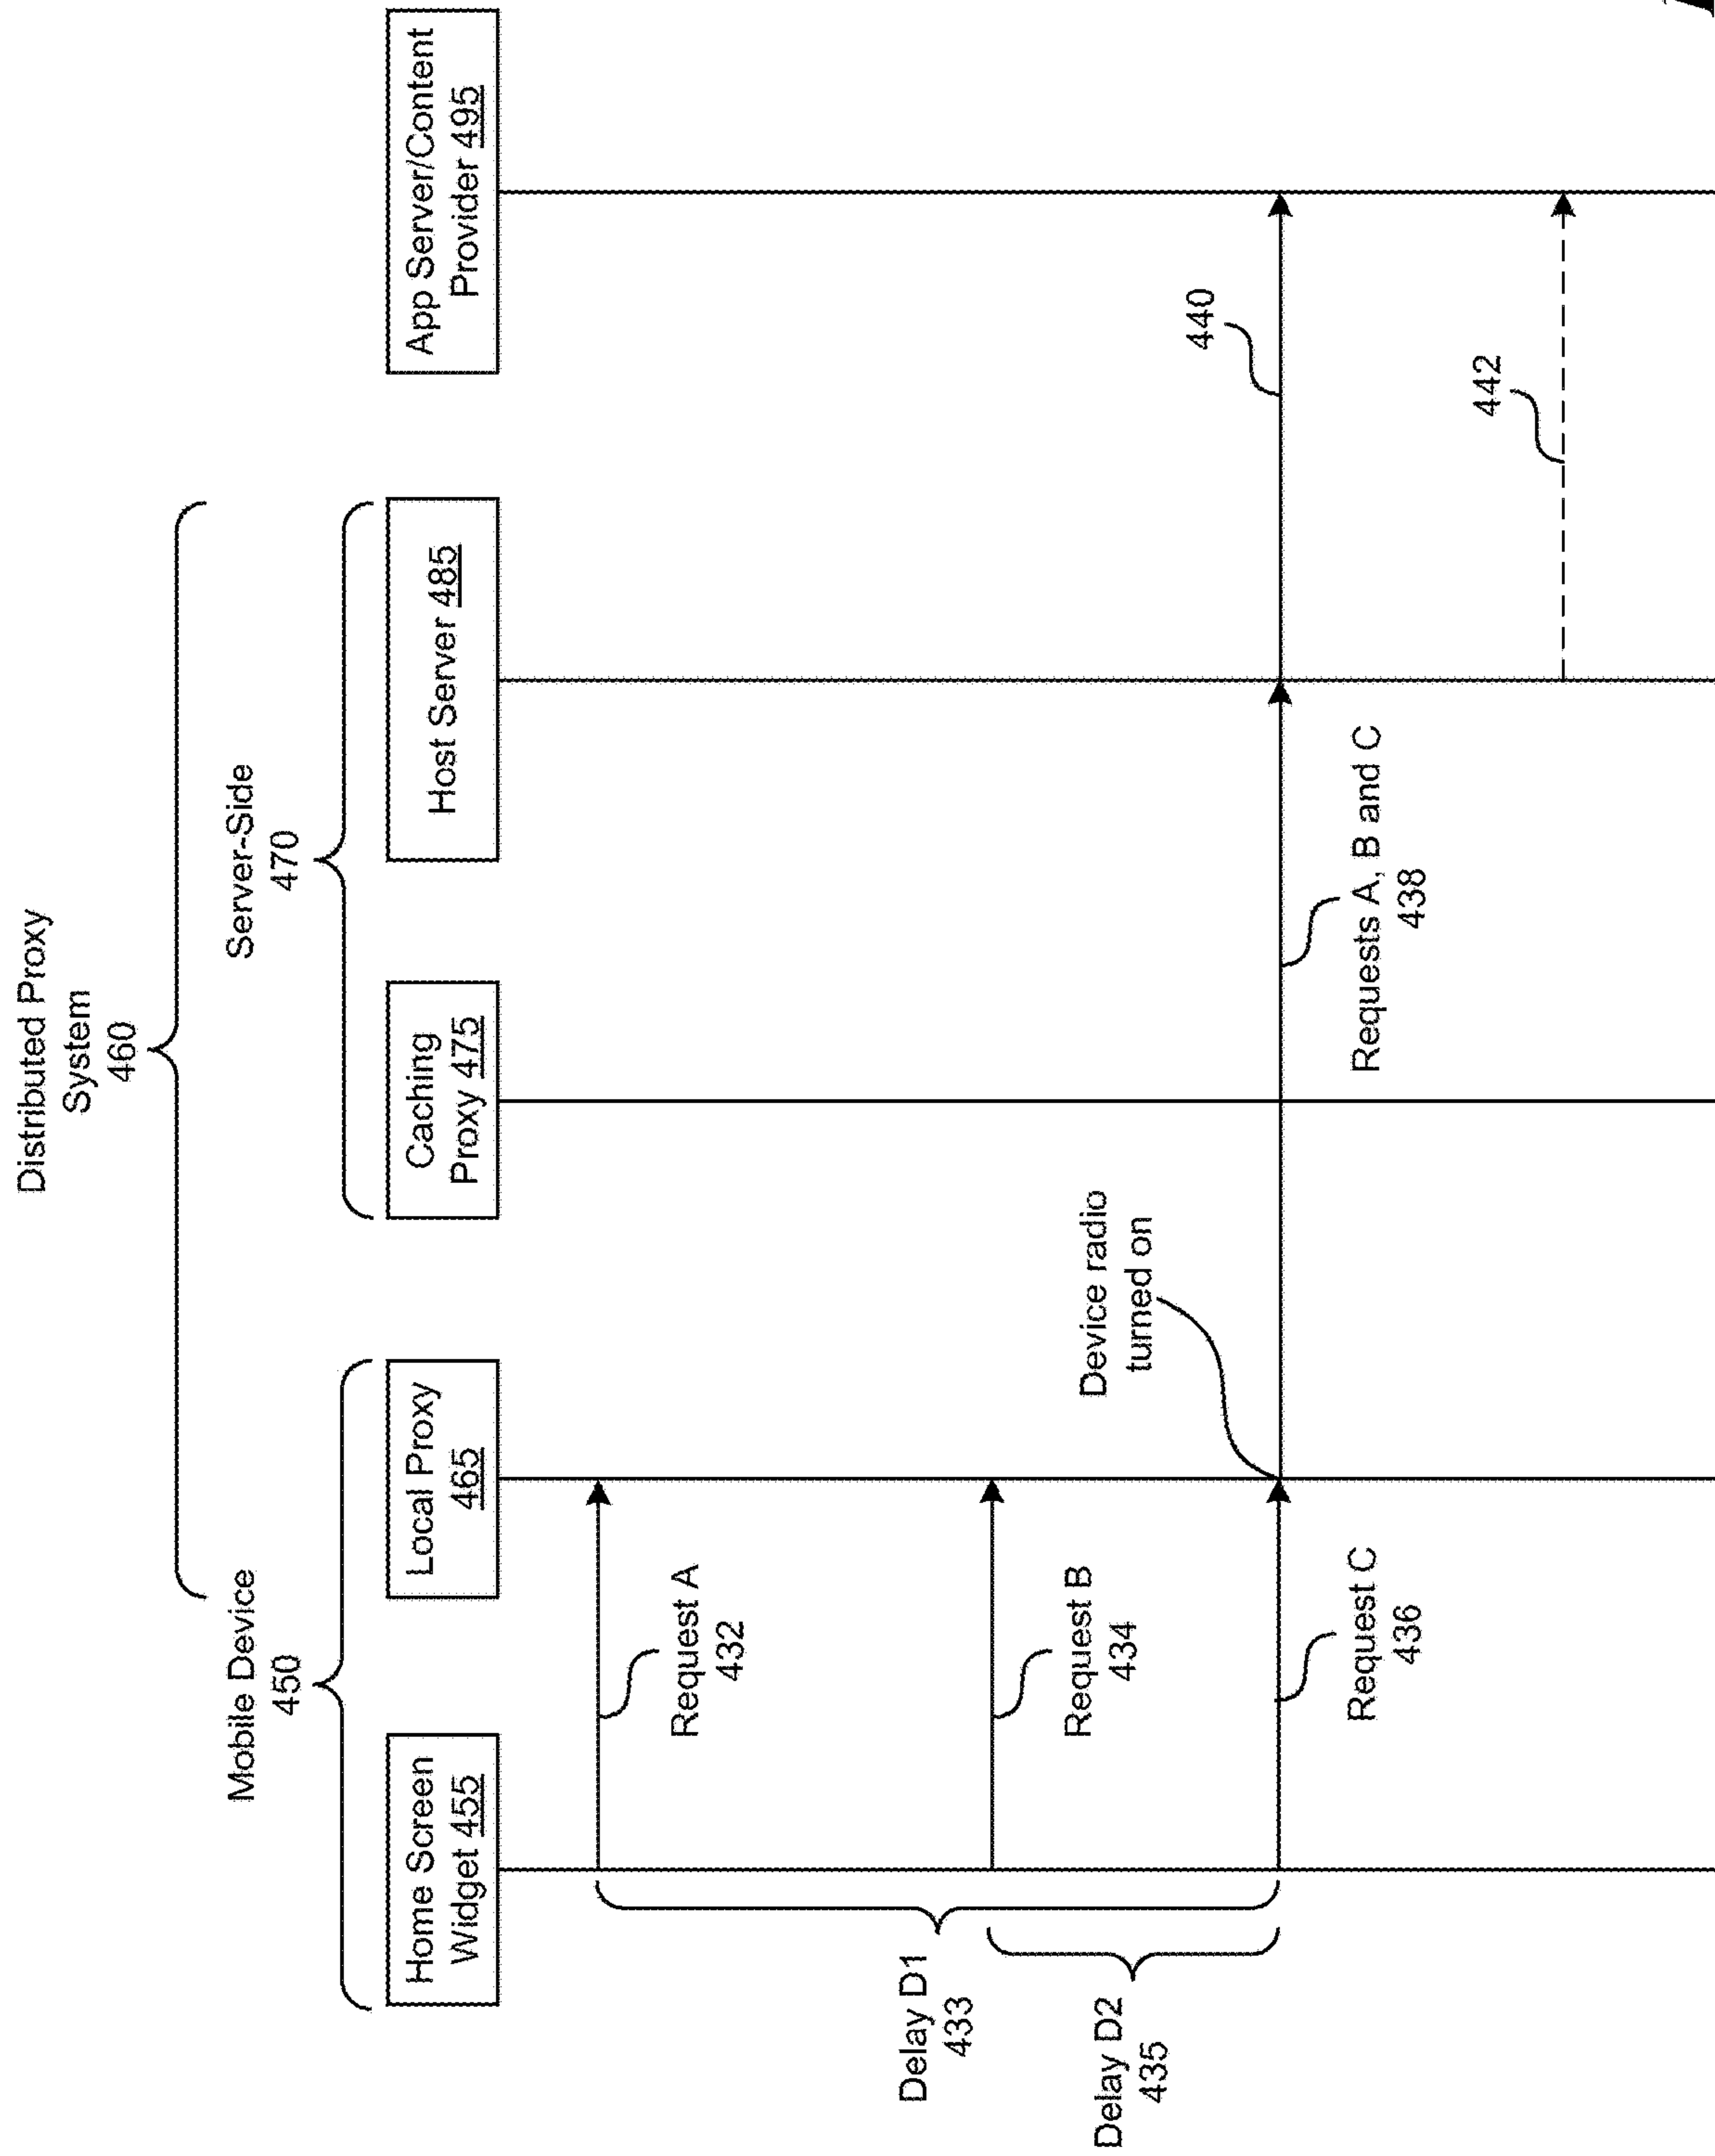 Distributed Proxy
System
460
Mobile Device
450
Server-Side
470
Home Screen
Widget 455
Local Proxy
465
Caching
Proxy 475
Host Server 485
App Server/Content
Provider 495
Request A
432
Delay D1
433
Request B
434
Delay D2
435
Device radio
turned on
Request C
436
Requests A, B and C
438
440
442